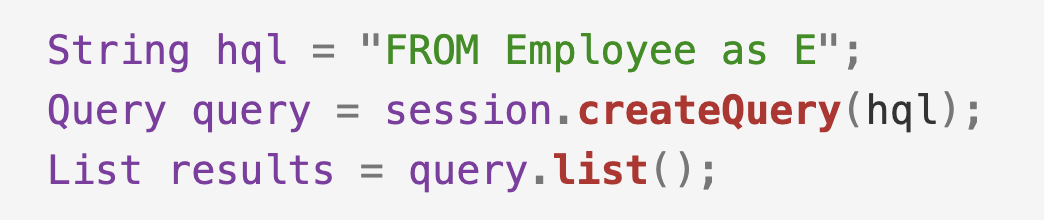 String hql = "FROM Employee as E";
Query query = session.createQuery(hql);
List results = query.list();